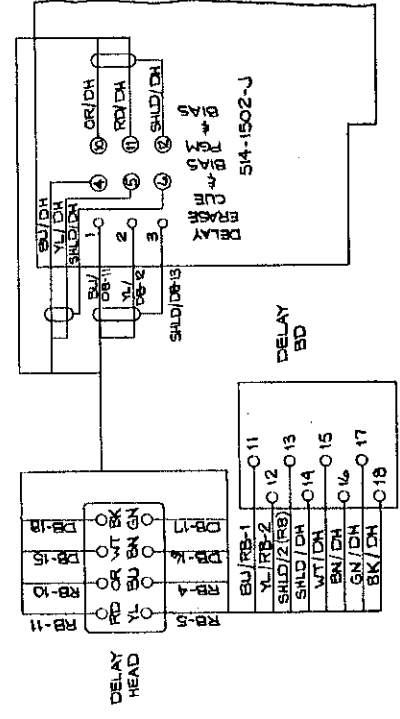 BU/DH
YL/DH
SHLD/DH
OR/DH
RD/DH
SHLD/DH
4 10
5 11
6 12
1
2
3
DELAY
ERASE
CUE
&
BIAS
PGM
&
BIAS
514-1502-J
BU/
DB-11
YL/
DB-12
SHLD/DB-13
DELAY
HEAD
RB-11
RB-10
DB-15
DB-18
RD OR WT BK
YL BU BN GN
RB-5
RB-4
DB-16
DB-17
DELAY
BD
BU/RB-1 11
YL/RB-2 12
SHLD/2(RB) 13
SHLD/DH 14
WT/DH 15
BN/DH 16
GN/DH 17
BK/DH 18